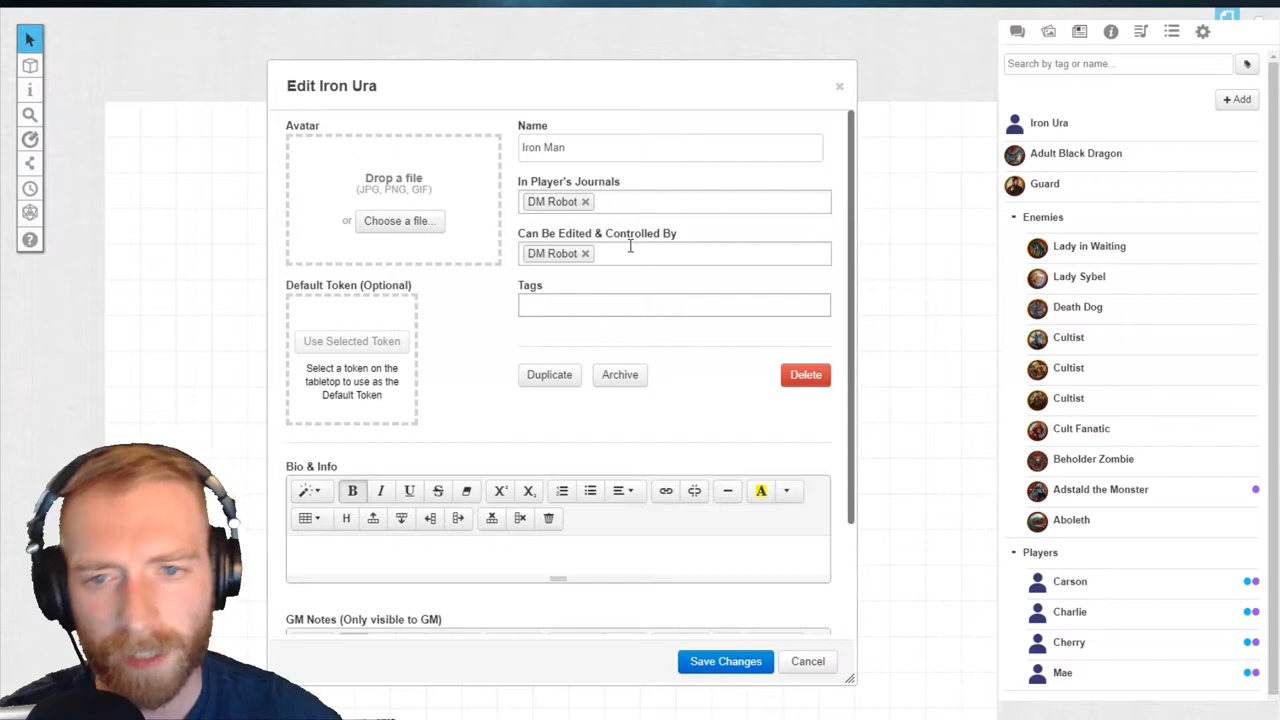 Edit Iron Ura
×
Avatar
Drop a file
(JPG, PNG, GIF)
or Choose a file...
Name
Iron Man
In Player's Journals
DM Robot ×
Can Be Edited & Controlled By
DM Robot ×
Default Token (Optional)
Use Selected Token
Select a token on the
tabletop to use as the
Default Token
Tags
Duplicate Archive Delete
Bio & Info
B I U S X² X,
H
A
GM Notes (Only visible to GM)
Save Changes Cancel
Search by tag or name...
+ Add
Iron Ura
Adult Black Dragon
Guard
Enemies
Lady in Waiting
Lady Sybel
Death Dog
Cultist
Cultist
Cultist
Cult Fanatic
Beholder Zombie
Adstald the Monster
Aboleth
Players
Carson
Charlie
Cherry
Mae